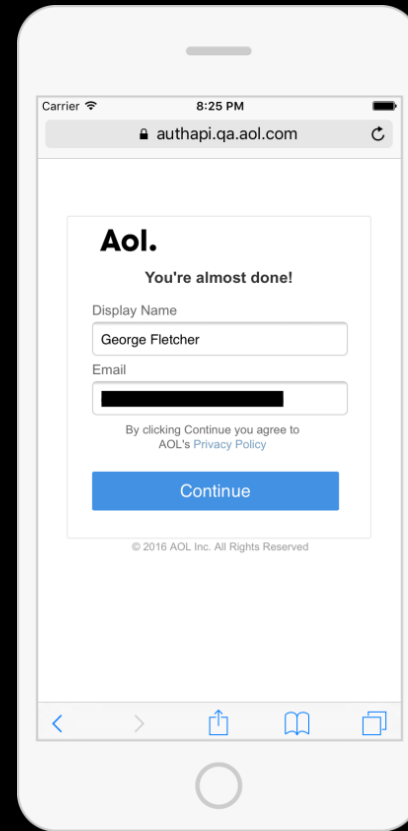 Carrier 8:25 PM
authapi.qa.aol.com
Aol.
You're almost done!
Display Name
George Fletcher
Email
By clicking Continue you agree to
AOL's Privacy Policy
Continue
© 2016 AOL Inc. All Rights Reserved